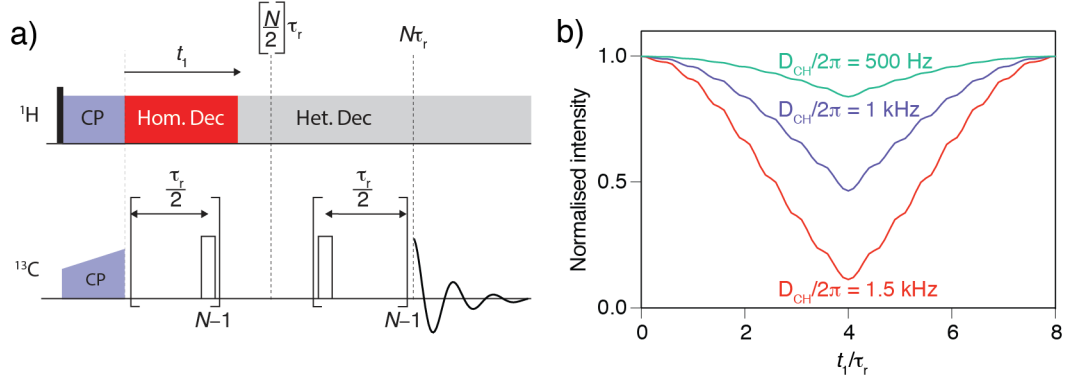 a)
[N/2] τr
Nτr
t1
1H
CP
Hom. Dec
Het. Dec
τr/2
τr/2
13C
CP
N–1
N–1
b)
Normalised intensity
1.0
0.5
0.0
DCH/2π = 500 Hz
DCH/2π = 1 kHz
DCH/2π = 1.5 kHz
0 2 4 6 8
t1/τr